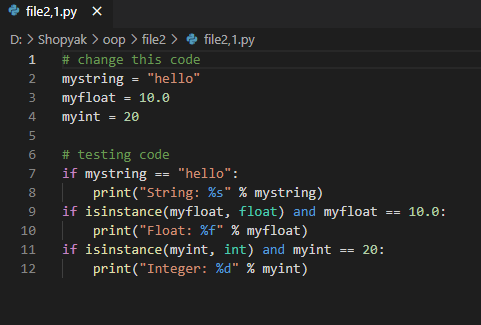 file2,1.py ×
D: > Shopyak > oop > file2 > file2,1.py
1 # change this code
2 mystring = "hello"
3 myfloat = 10.0
4 myint = 20
5
6 # testing code
7 if mystring == "hello":
8     print("String: %s" % mystring)
9 if isinstance(myfloat, float) and myfloat == 10.0:
10     print("Float: %f" % myfloat)
11 if isinstance(myint, int) and myint == 20:
12     print("Integer: %d" % myint)